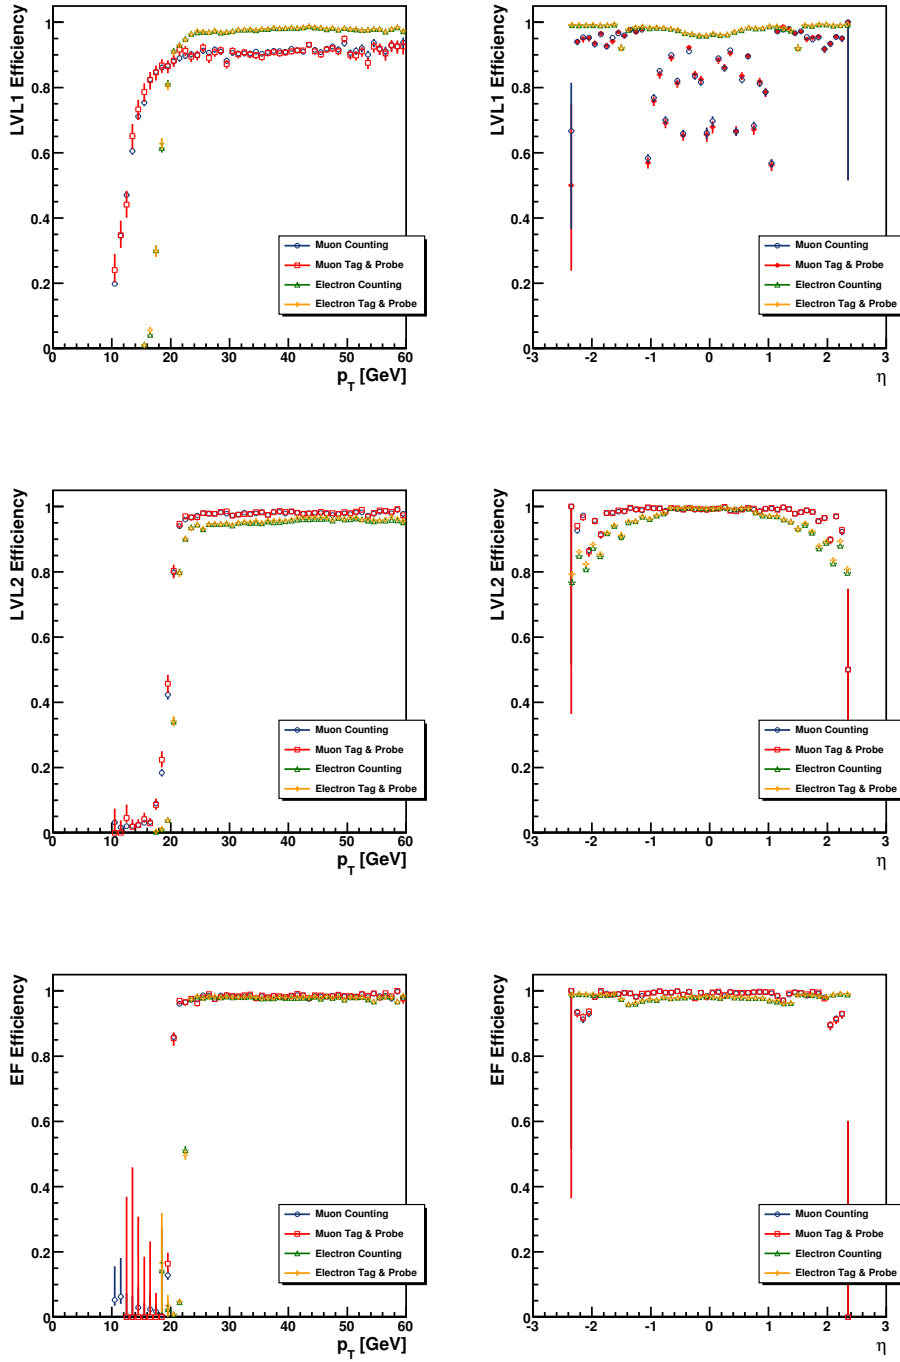 LVL1 Efficiency
1
0.8
0.6
0.4
0.2
0
0 10 20 30 40 50 60
p_T [GeV]
Muon Counting
Muon Tag & Probe
Electron Counting
Electron Tag & Probe
LVL1 Efficiency
1
0.8
0.6
0.4
0.2
0
-3 -2 -1 0 1 2 3
η
Muon Counting
Muon Tag & Probe
Electron Counting
Electron Tag & Probe
LVL2 Efficiency
1
0.8
0.6
0.4
0.2
0
0 10 20 30 40 50 60
p_T [GeV]
Muon Counting
Muon Tag & Probe
Electron Counting
Electron Tag & Probe
LVL2 Efficiency
1
0.8
0.6
0.4
0.2
0
-3 -2 -1 0 1 2 3
η
Muon Counting
Muon Tag & Probe
Electron Counting
Electron Tag & Probe
EF Efficiency
1
0.8
0.6
0.4
0.2
0
0 10 20 30 40 50 60
p_T [GeV]
Muon Counting
Muon Tag & Probe
Electron Counting
Electron Tag & Probe
EF Efficiency
1
0.8
0.6
0.4
0.2
0
-3 -2 -1 0 1 2 3
η
Muon Counting
Muon Tag & Probe
Electron Counting
Electron Tag & Probe